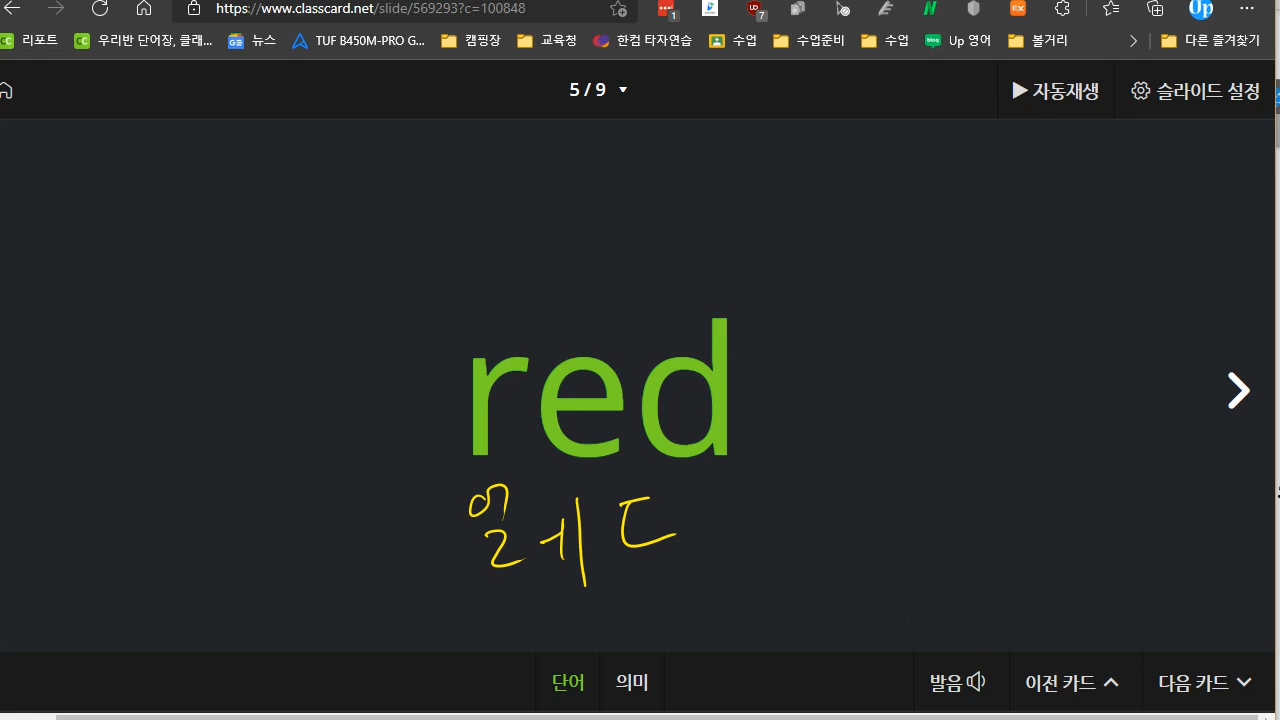 https://www.classcard.net/slide/569293?c=100848
1
7
Up
리포트 우리반 단어장, 클래... 뉴스 TUF B450M-PRO G... 캠핑장 교육청 한컴 타자연습 수업 수업준비 수업 Up 영어 볼거리 다른 즐겨찾기
5 / 9
자동재생
슬라이드 설정
red
단어 의미 발음 이전 카드 다음 카드